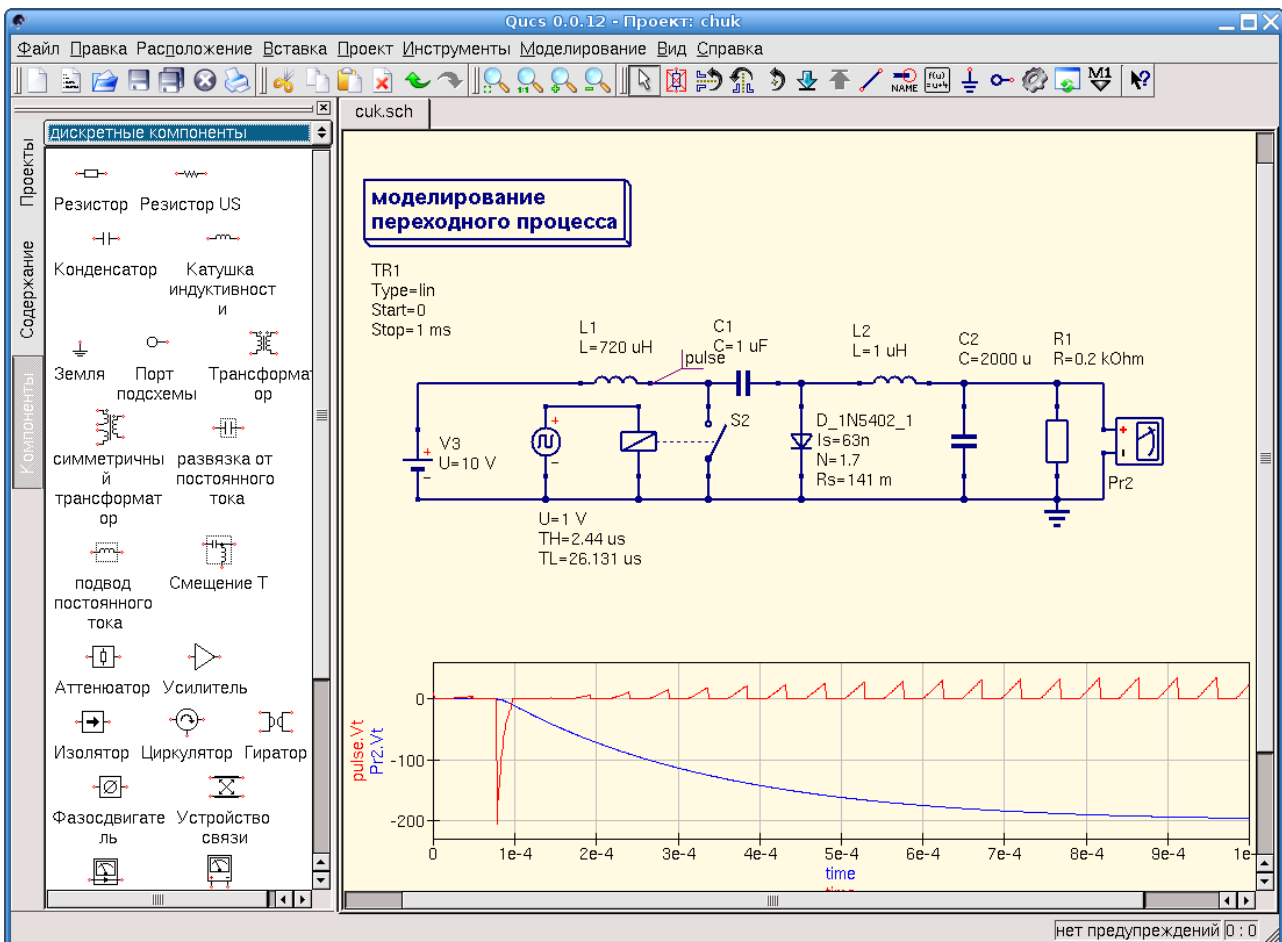 Qucs 0.0.12 - Проект: chuk
Файл Правка Расположение Вставка Проект Инструменты Моделирование Вид Справка
NAME
f(u)
=u+4
M1
Проекты
Содержание
Компоненты
дискретные компоненты
Резистор Резистор US
Конденсатор Катушка
индуктивност
и
Земля Порт Трансформат
подсхемы ор
симметричны развязка от
й постоянного
трансформат тока
ор
подвод Смещение T
постоянного
тока
Аттенюатор Усилитель
Изолятор Циркулятор Гиратор
Фазосдвигате Устройство
ль связи
cuk.sch
моделирование
переходного процесса
TR1
Type=lin
Start=0
Stop=1 ms
L1
L=720 uH
pulse
C1
C=1 uF
L2
L=1 uH
C2
C=2000 u
R1
R=0.2 kOhm
V3
U=10 V
S2
D_1N5402_1
Is=63n
N=1.7
Rs=141 m
Pr2
U=1 V
TH=2.44 us
TL=26.131 us
pulse.Vt
Pr2.Vt
0
-100
-200
0 1e-4 2e-4 3e-4 4e-4 5e-4 6e-4 7e-4 8e-4 9e-4 1e-
time
time
нет предупреждений 0 : 0